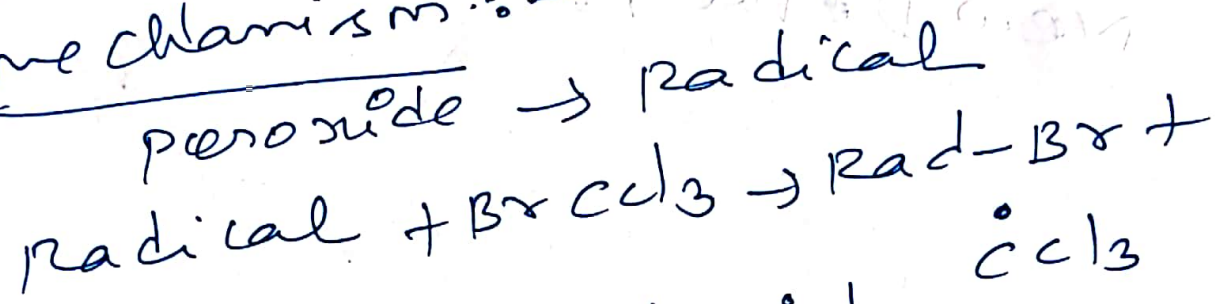 mechanism:
peroxide → Radical
Radical + BrCCl3 → Rad-Br +
ċCl3